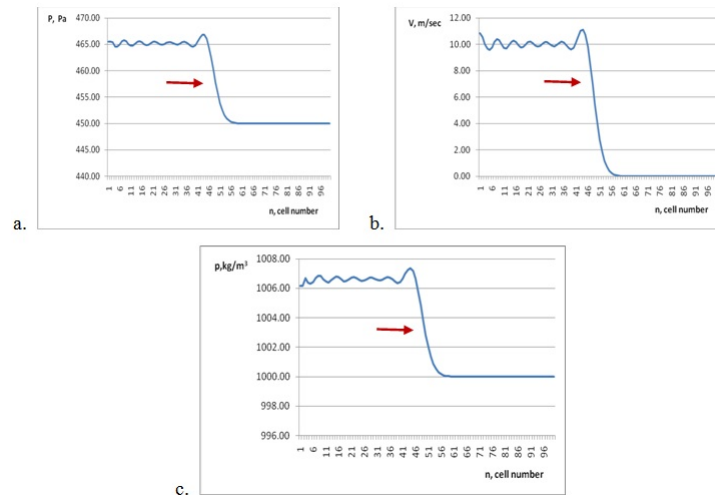 P, Pa
470.00
465.00
460.00
455.00
450.00
445.00
440.00
1 6 11 16 21 26 31 36 41 46 51 56 61 66 71 76 81 86 91 96
n, cell number
a.
V, m/sec
12.00
10.00
8.00
6.00
4.00
2.00
0.00
1 6 11 16 21 26 31 36 41 46 51 56 61 66 71 76 81 86 91 96
n, cell number
b.
p,kg/m³
1008.00
1006.00
1004.00
1002.00
1000.00
998.00
996.00
1 6 11 16 21 26 31 36 41 46 51 56 61 66 71 76 81 86 91 96
n, cell number
c.